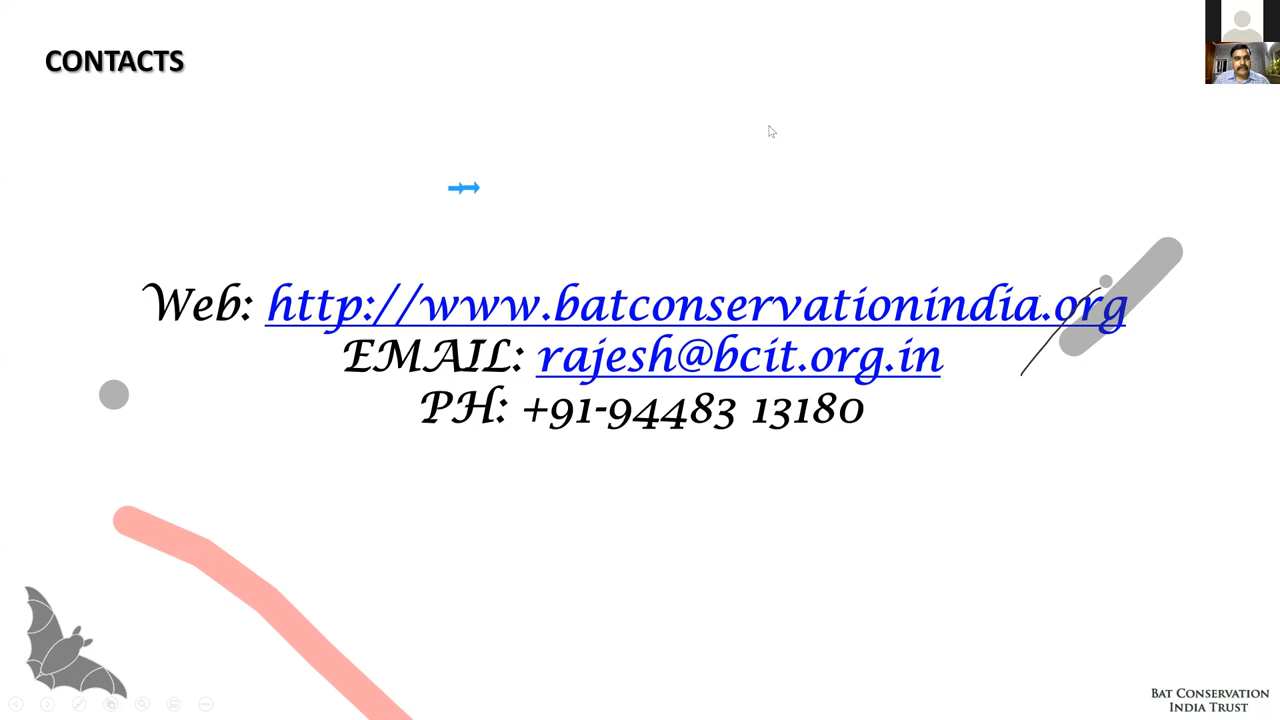 CONTACTS
Web: http://www.batconservationindia.org
EMAIL: rajesh@bcit.org.in
PH: +91-94483 13180
BAT CONSERVATION
INDIA TRUST